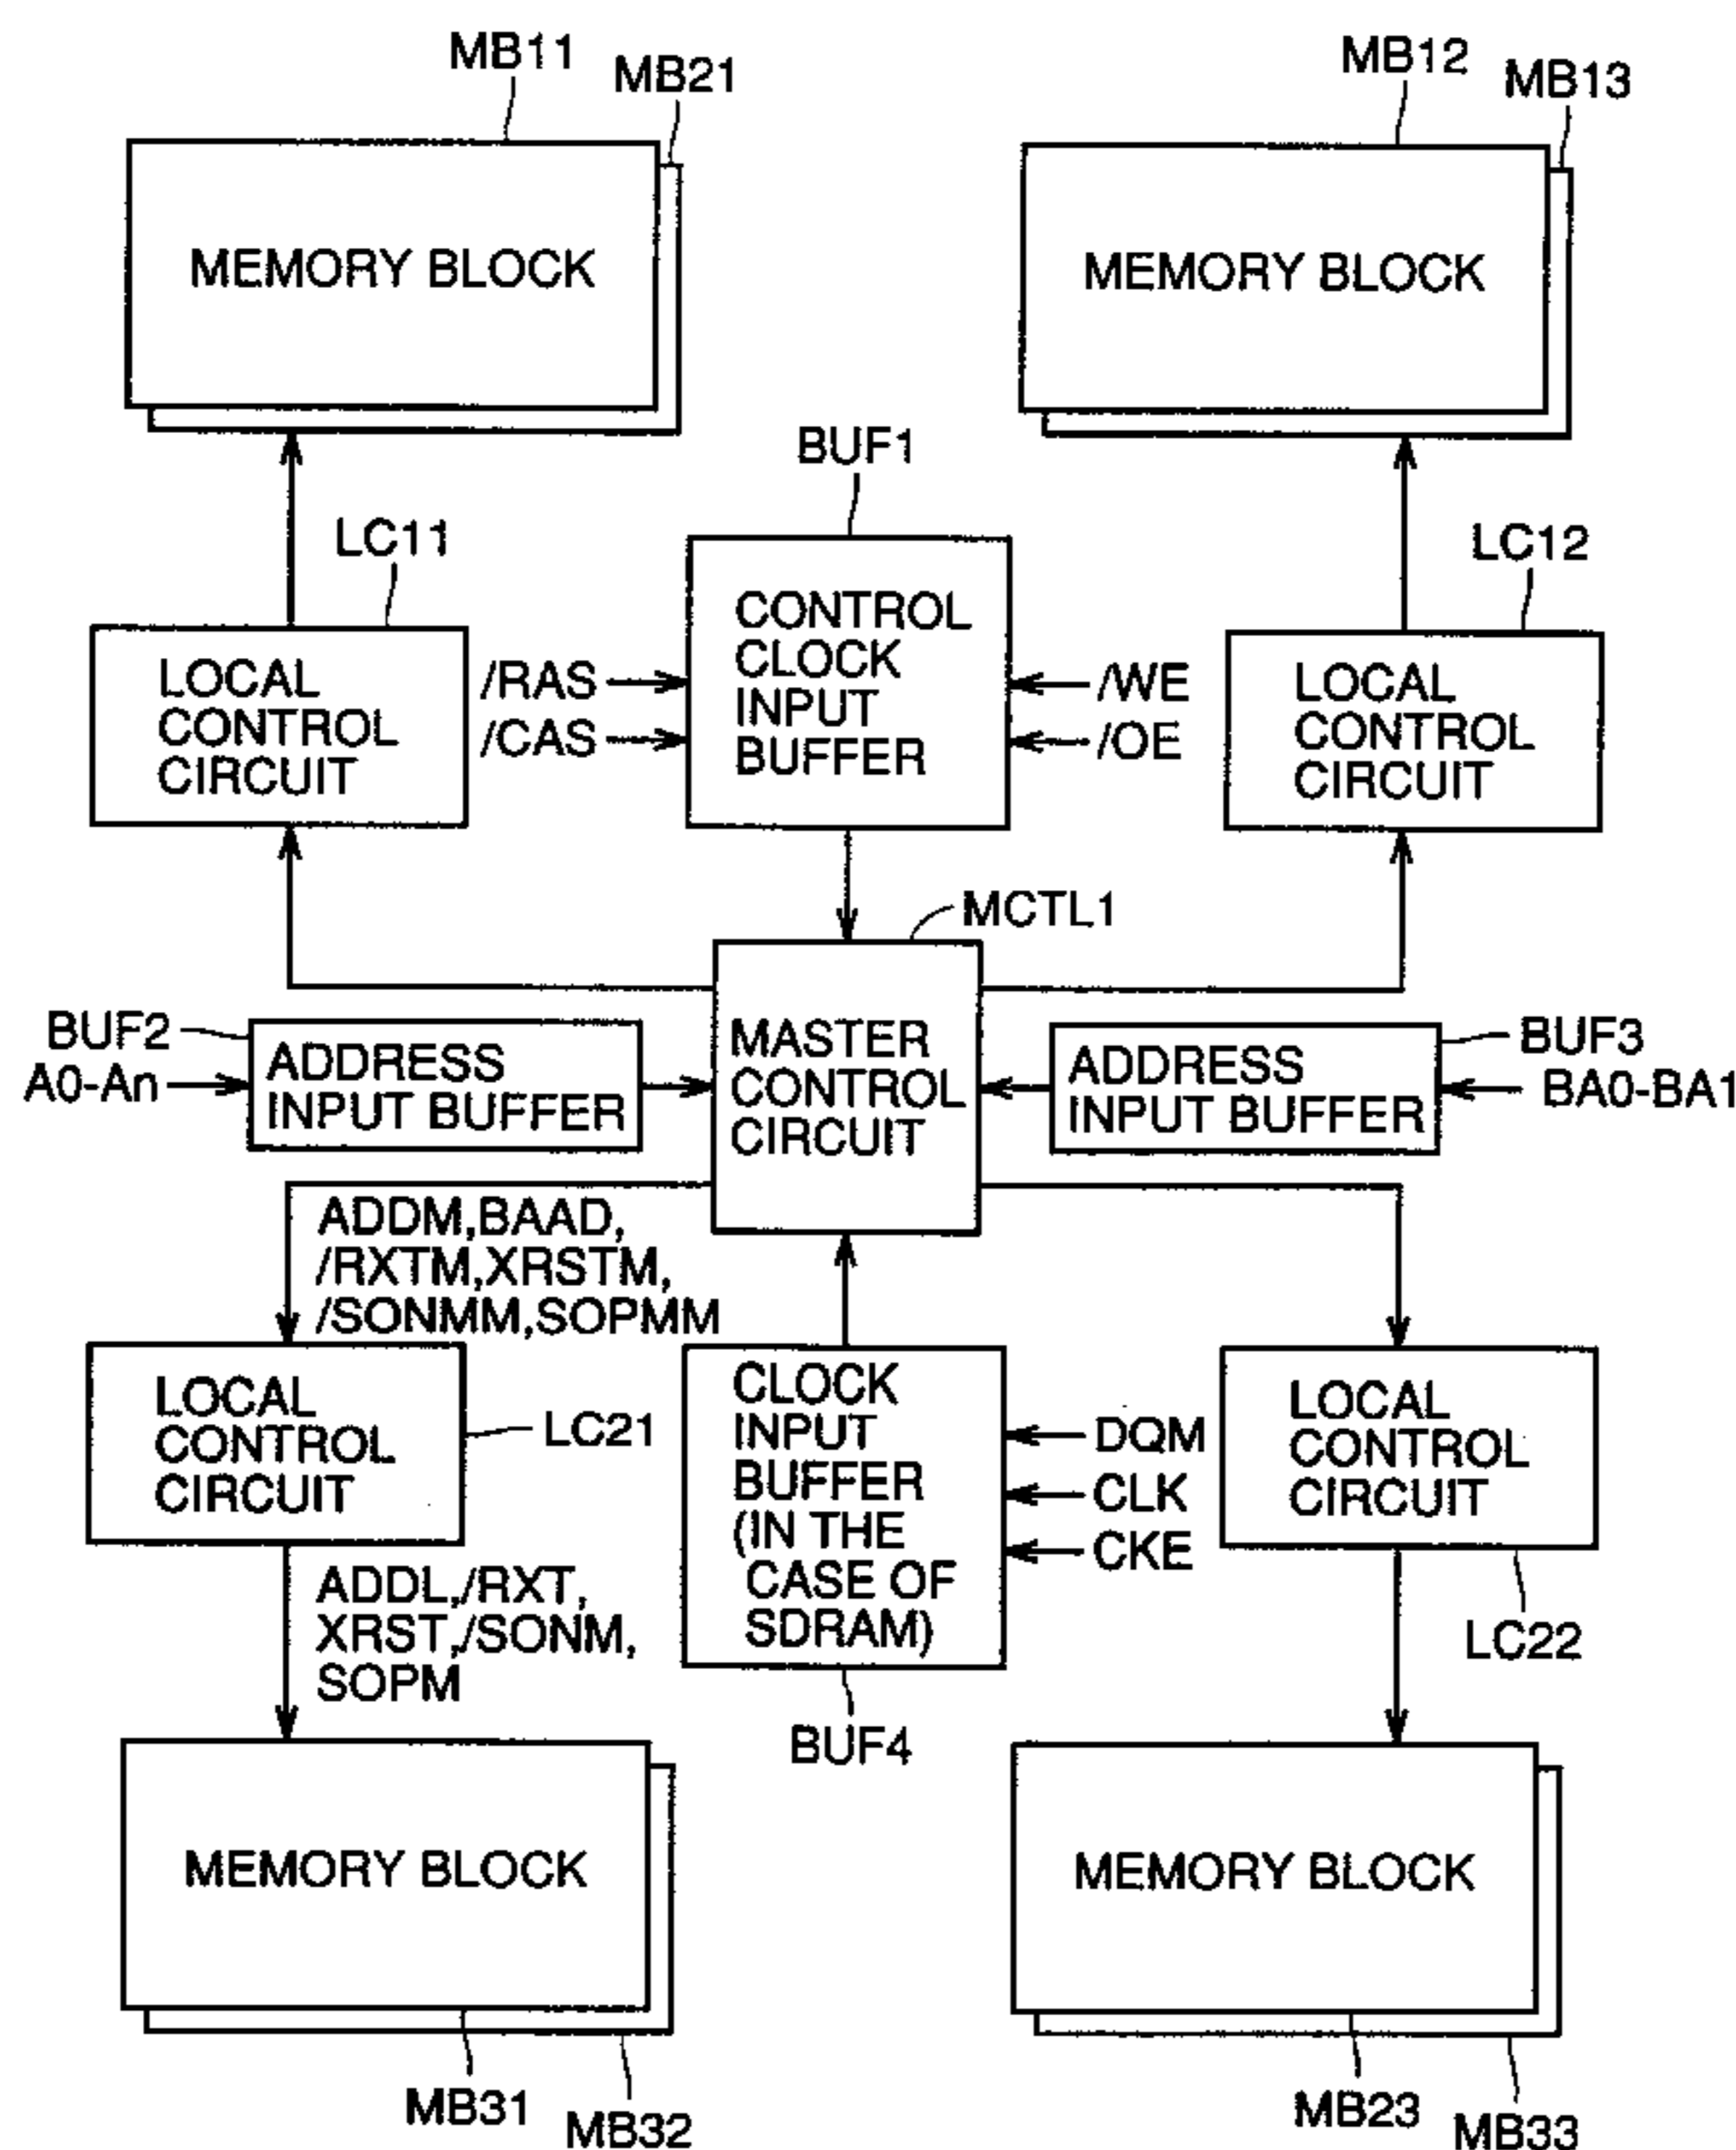 MB11
MB21
MB12
MB13
MEMORY BLOCK
MEMORY BLOCK
BUF1
LC11
LC12
LOCAL
CONTROL
CIRCUIT
/RAS
/CAS
CONTROL
CLOCK
INPUT
BUFFER
/WE
/OE
LOCAL
CONTROL
CIRCUIT
MCTL1
BUF2
A0-An
ADDRESS
INPUT BUFFER
MASTER
CONTROL
CIRCUIT
ADDRESS
INPUT BUFFER
BUF3
BA0-BA1
ADDM,BAAD,
/RXTM,XRSTM,
/SONMM,SOPMM
LOCAL
CONTROL
CIRCUIT
LC21
CLOCK
INPUT
BUFFER
(IN THE
CASE OF
SDRAM)
DQM
CLK
CKE
LOCAL
CONTROL
CIRCUIT
LC22
ADDL,/RXT,
XRST,/SONM,
SOPM
BUF4
MEMORY BLOCK
MEMORY BLOCK
MB31
MB32
MB23
MB33